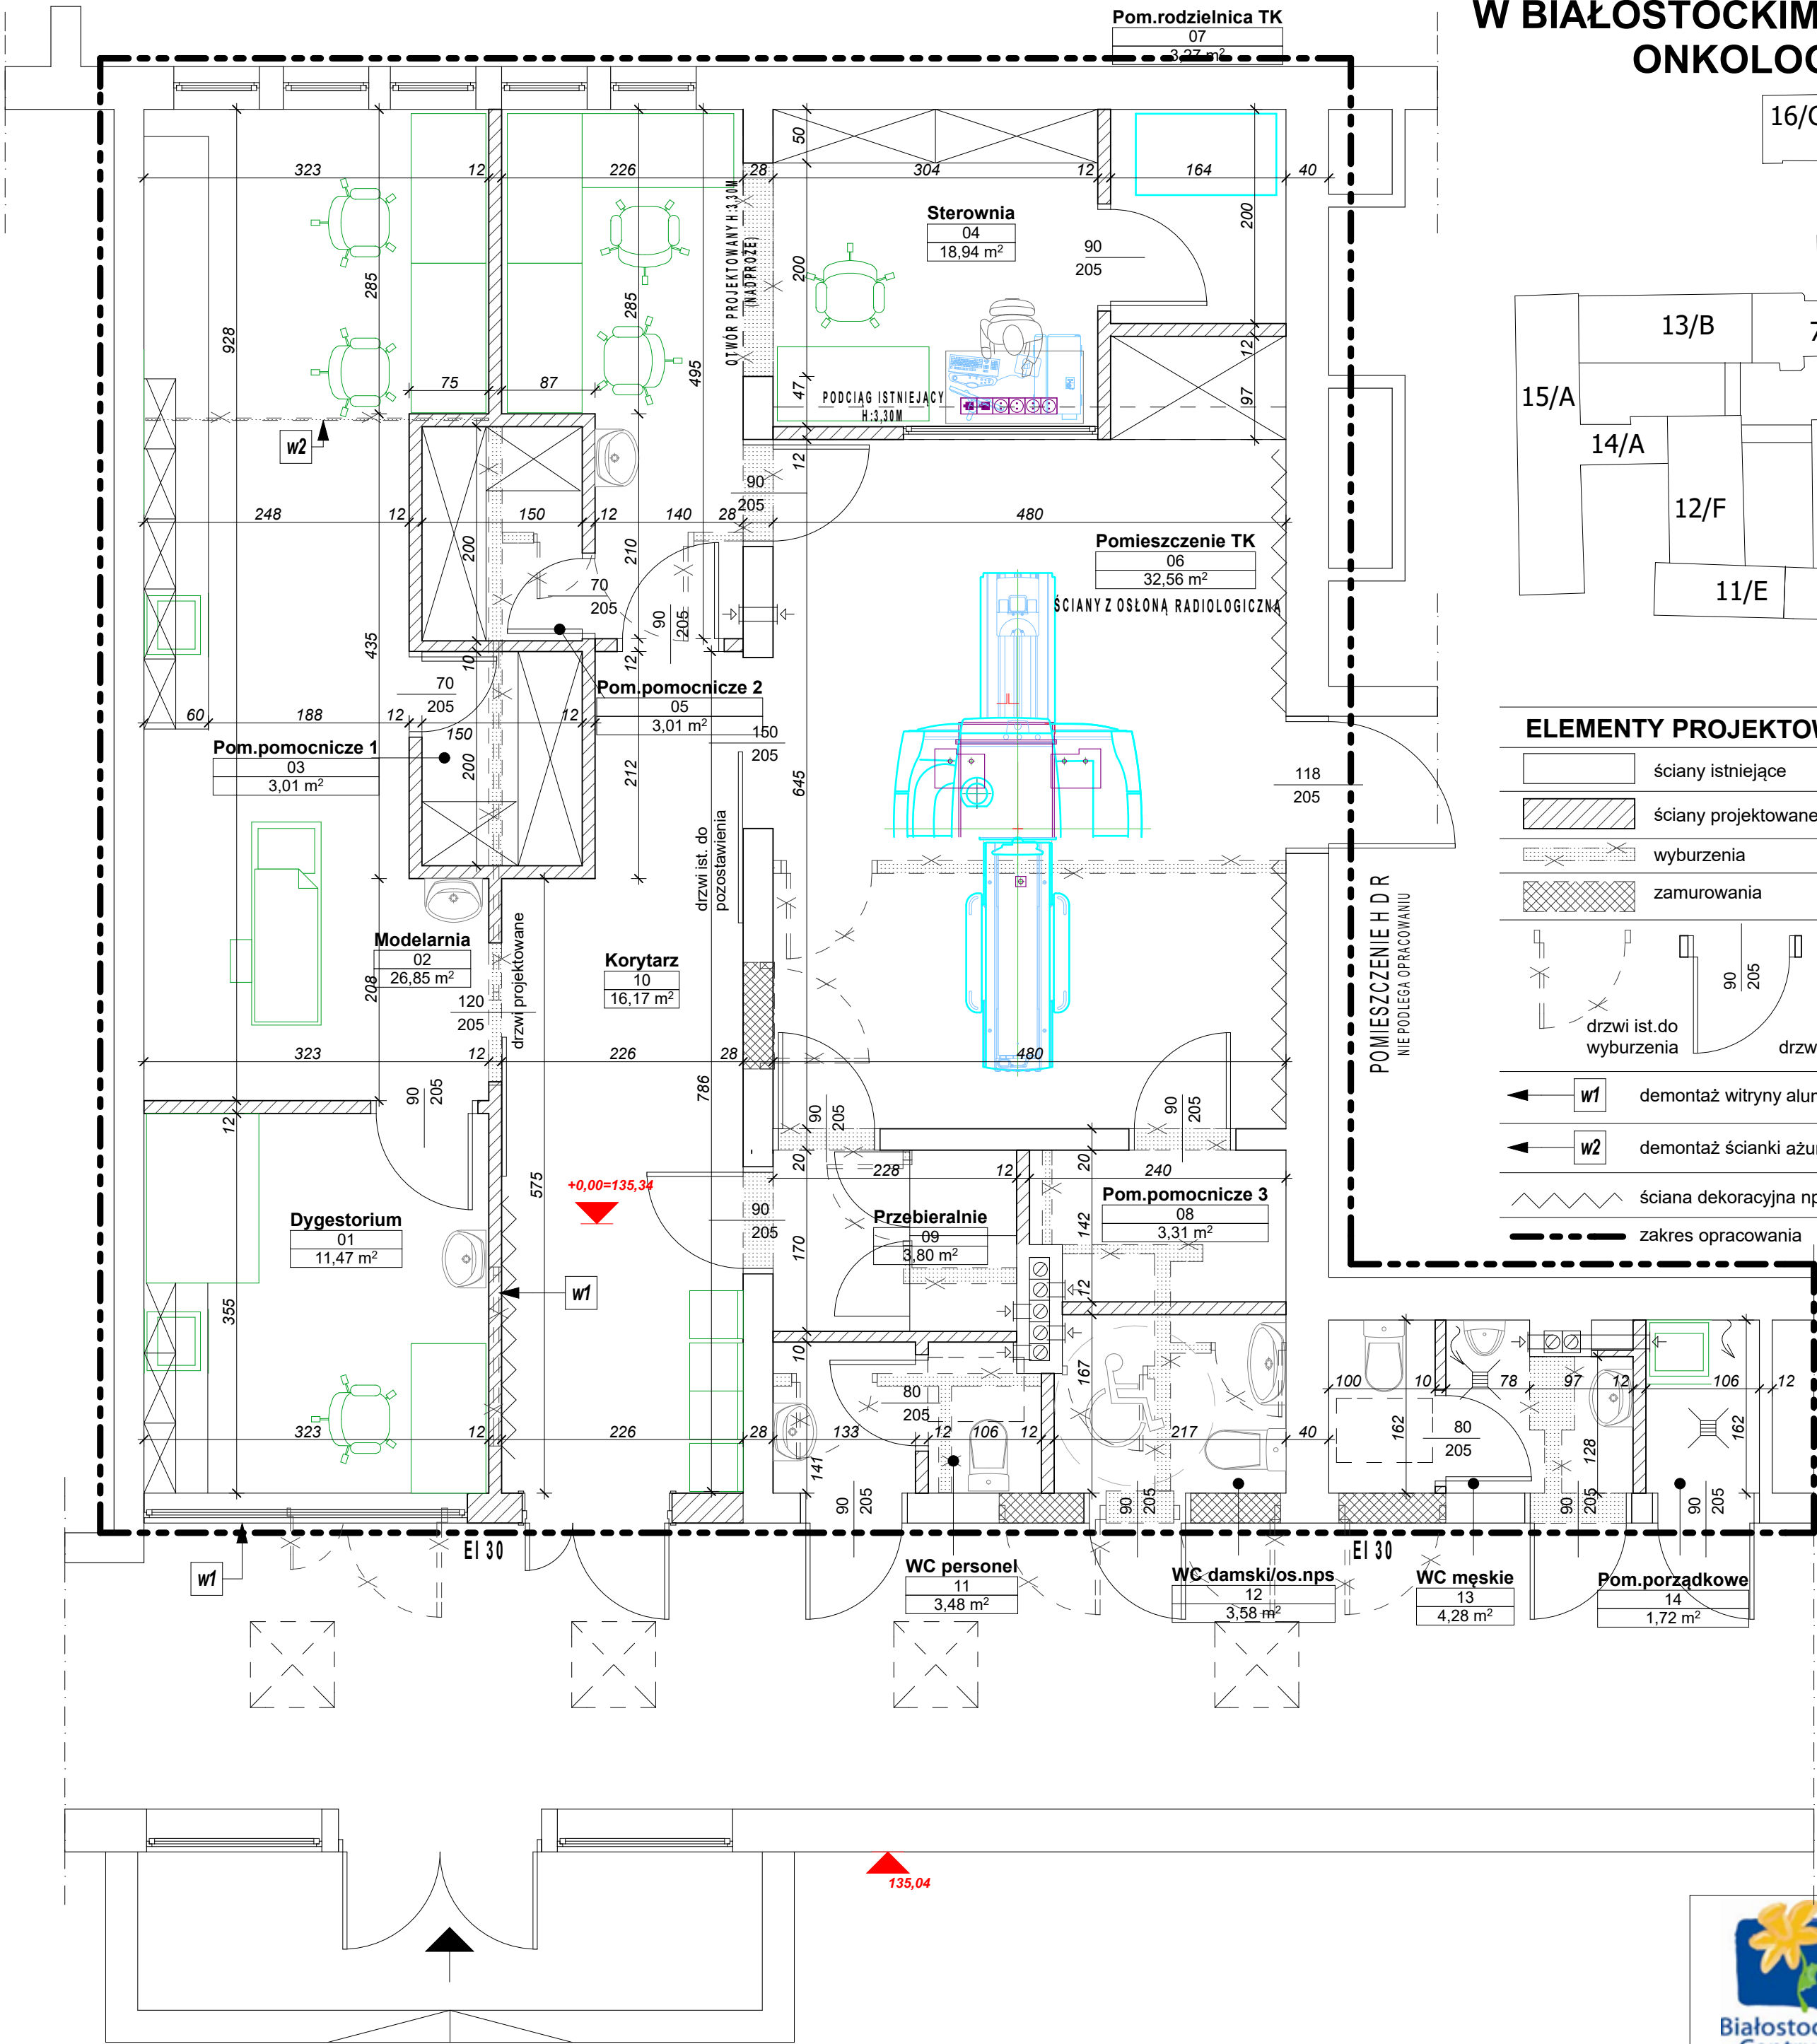 W BIAŁOSTOCKIM
ONKOLOG
Pom.rodzielnica TK
07
3,27 m²
16/C
13/B
7
15/A
14/A
12/F
11/E
323
12
226
28
304
12
164
40
50
928
285
285
495
200
200
OTWÓR PROJEKTOWANY H:3,30M
(NADPROŻE)
Sterownia
04
18,94 m²
90
205
75
87
47
12
97
PODCIĄG ISTNIEJĄCY
H:3,30M
w2
12
90
205
248
12
150
12
140
28
480
200
210
Pomieszczenie TK
06
32,56 m²
ŚCIANY Z OSŁONĄ RADIOLOGICZNĄ
70
205
90
205
435
10
12
70
205
Pom.pomocnicze 2
05
3,01 m²
60
188
12
12
150
150
205
Pom.pomocnicze 1
03
3,01 m²
200
212
645
118
205
drzwi ist. do
pozostawienia
ELEMENTY PROJEKTOW
ściany istniejące
ściany projektowane
wyburzenia
zamurowania
90
205
drzwi ist.do
wyburzenia
drzw
w1
demontaż witryny alum
w2
demontaż ścianki ażur
ściana dekoracyjna np
zakres opracowania
POMIESZCZENIE H D R
NIE PODLEGA OPRACOWANIU
Modelarnia
02
26,85 m²
208
120
205
drzwi projektowane
Korytarz
10
16,17 m²
323
12
226
28
480
90
205
786
90
205
90
205
12
20
20
228
12
240
575
+0,00=135,34
Pom.pomocnicze 3
08
3,31 m²
Dygestorium
01
11,47 m²
90
205
Przebieralnie
09
3,80 m²
170
142
12
w1
355
10
167
80
205
100
10
78
97
12
106
12
323
12
226
28
133
12
106
12
217
40
141
162
80
205
128
162
90
205
90
205
90
205
90
205
EI 30
EI 30
w1
WC personel
11
3,48 m²
WC damski/os.nps
12
3,58 m²
WC męskie
13
4,28 m²
Pom.porządkowe
14
1,72 m²
135,04
Białostoc